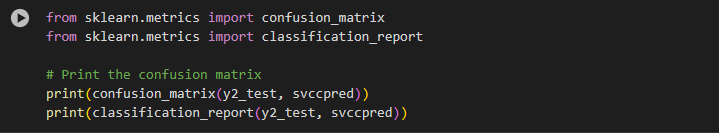 from sklearn.metrics import confusion_matrix
from sklearn.metrics import classification_report
# Print the confusion matrix
print(confusion_matrix(y2_test, svccpred))
print(classification_report(y2_test, svccpred))